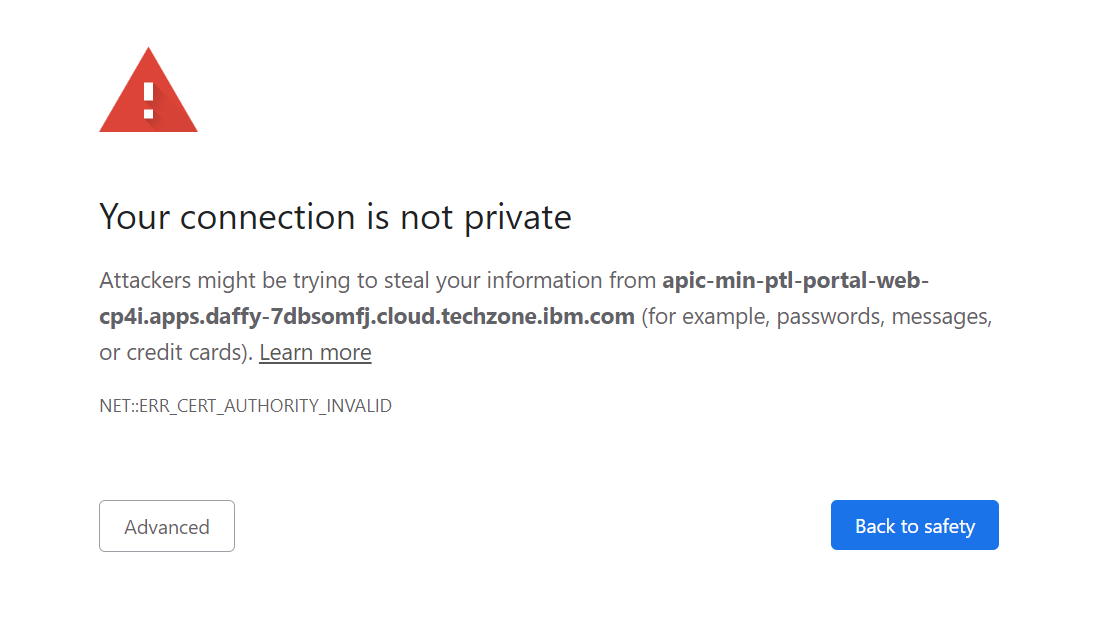 Your connection is not private
Attackers might be trying to steal your information from apic-min-ptl-portal-web-
cp4i.apps.daffy-7dbsomfj.cloud.techzone.ibm.com (for example, passwords, messages,
or credit cards). Learn more
NET::ERR_CERT_AUTHORITY_INVALID
Advanced
Back to safety